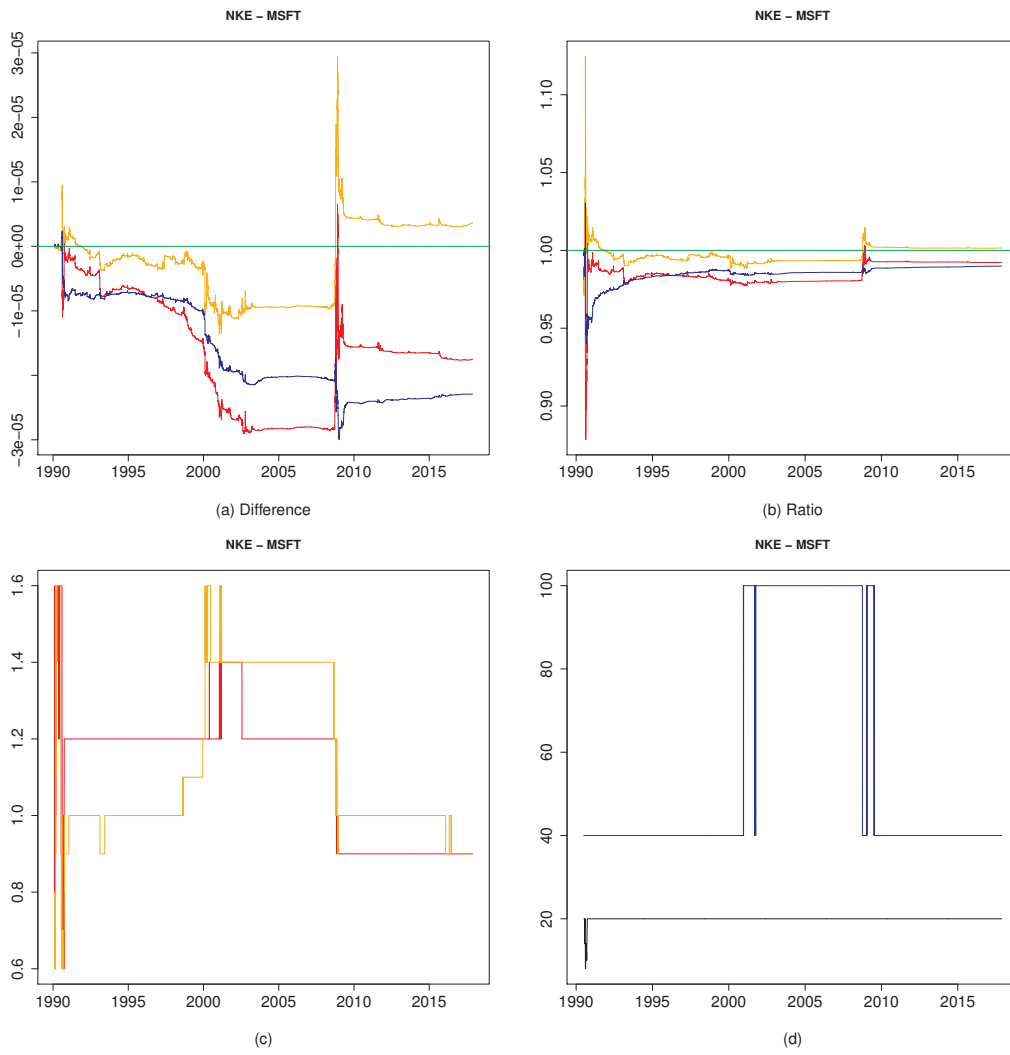 NKE − MSFT
3e−05
2e−05
1e−05
0e+00
−1e−05
−3e−05
1990 1995 2000 2005 2010 2015
(a) Difference
NKE − MSFT
1.10
1.05
1.00
0.95
0.90
1990 1995 2000 2005 2010 2015
(b) Ratio
NKE − MSFT
1.6
1.4
1.2
1.0
0.8
0.6
1990 1995 2000 2005 2010 2015
(c)
NKE − MSFT
100
80
60
40
20
1990 1995 2000 2005 2010 2015
(d)